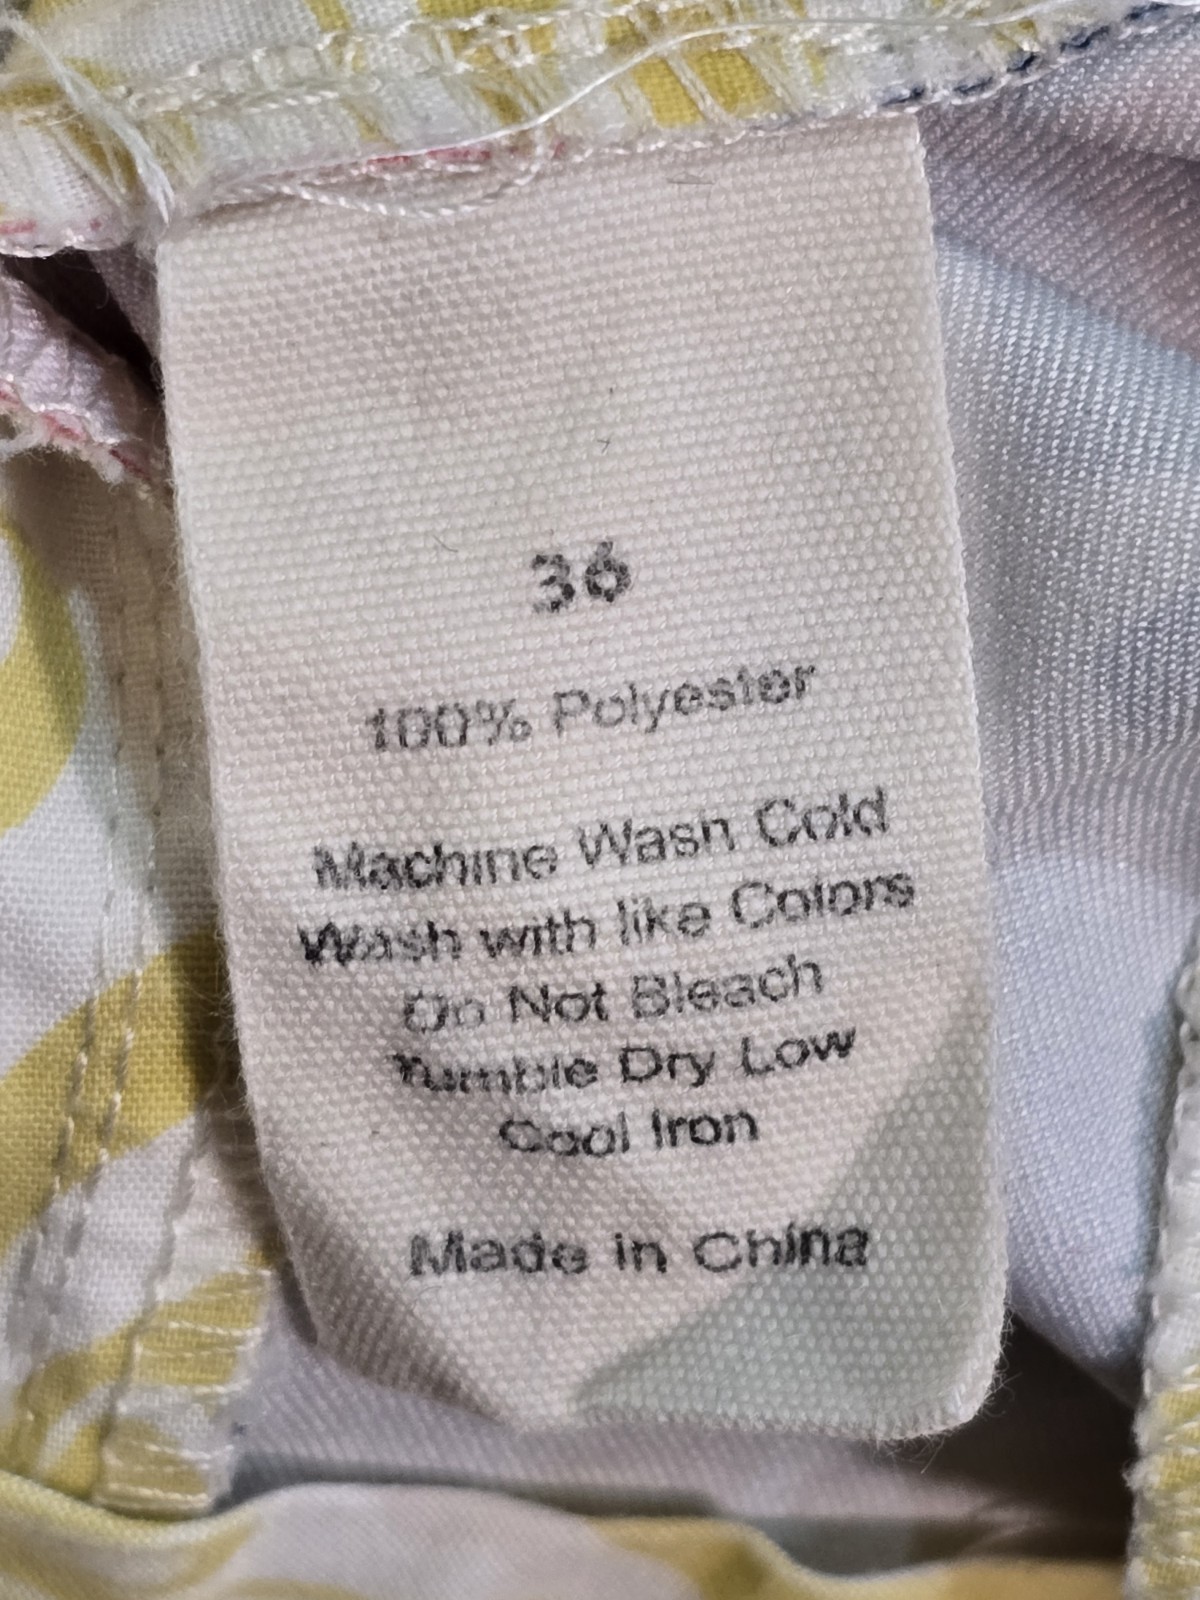 36
100% Polyester
Machine Wash Cold
Wash with like Colors
Do Not Bleach
Tumble Dry Low
Cool Iron
Made in China